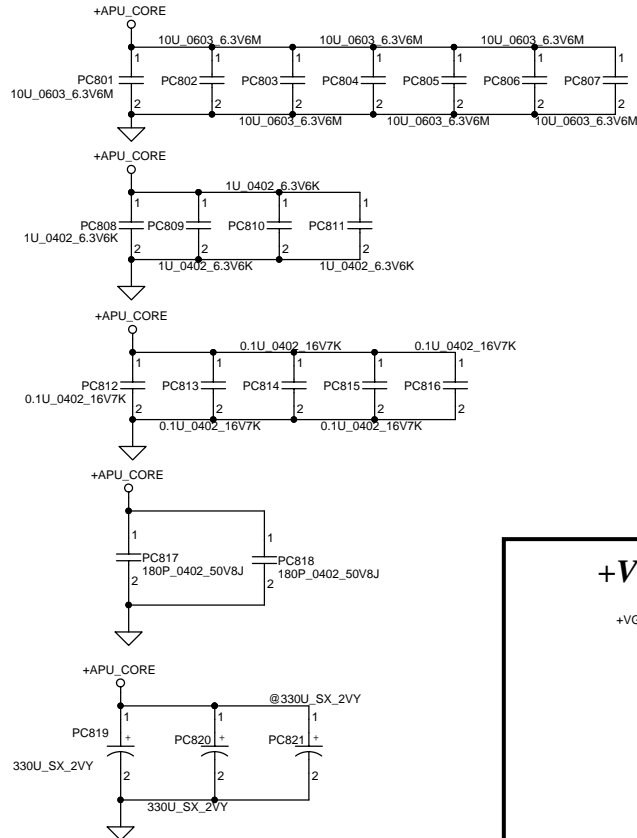 +APU_CORE
10U_0603_6.3V6M 10U_0603_6.3V6M 10U_0603_6.3V6M
1 1 1 1 1 1 1
PC801 PC802 PC803 PC804 PC805 PC806 PC807
10U_0603_6.3V6M
2 2 2 2 2 2 2
10U_0603_6.3V6M 10U_0603_6.3V6M 10U_0603_6.3V6M
+APU_CORE
1U_0402_6.3V6K
1 1 1 1
PC808 PC809 PC810 PC811
1U_0402_6.3V6K
2 2 2 2
1U_0402_6.3V6K 1U_0402_6.3V6K
+APU_CORE
0.1U_0402_16V7K 0.1U_0402_16V7K
1 1 1 1 1
PC812 PC813 PC814 PC815 PC816
0.1U_0402_16V7K
2 2 2 2 2
0.1U_0402_16V7K 0.1U_0402_16V7K
+APU_CORE
1 1
PC817 PC818
180P_0402_50V8J 180P_0402_50V8J
2 2
+V
+VG
+APU_CORE
@330U_SX_2VY
1 1 1
PC819 + PC820 + PC821 +
330U_SX_2VY
2 2 2
330U_SX_2VY